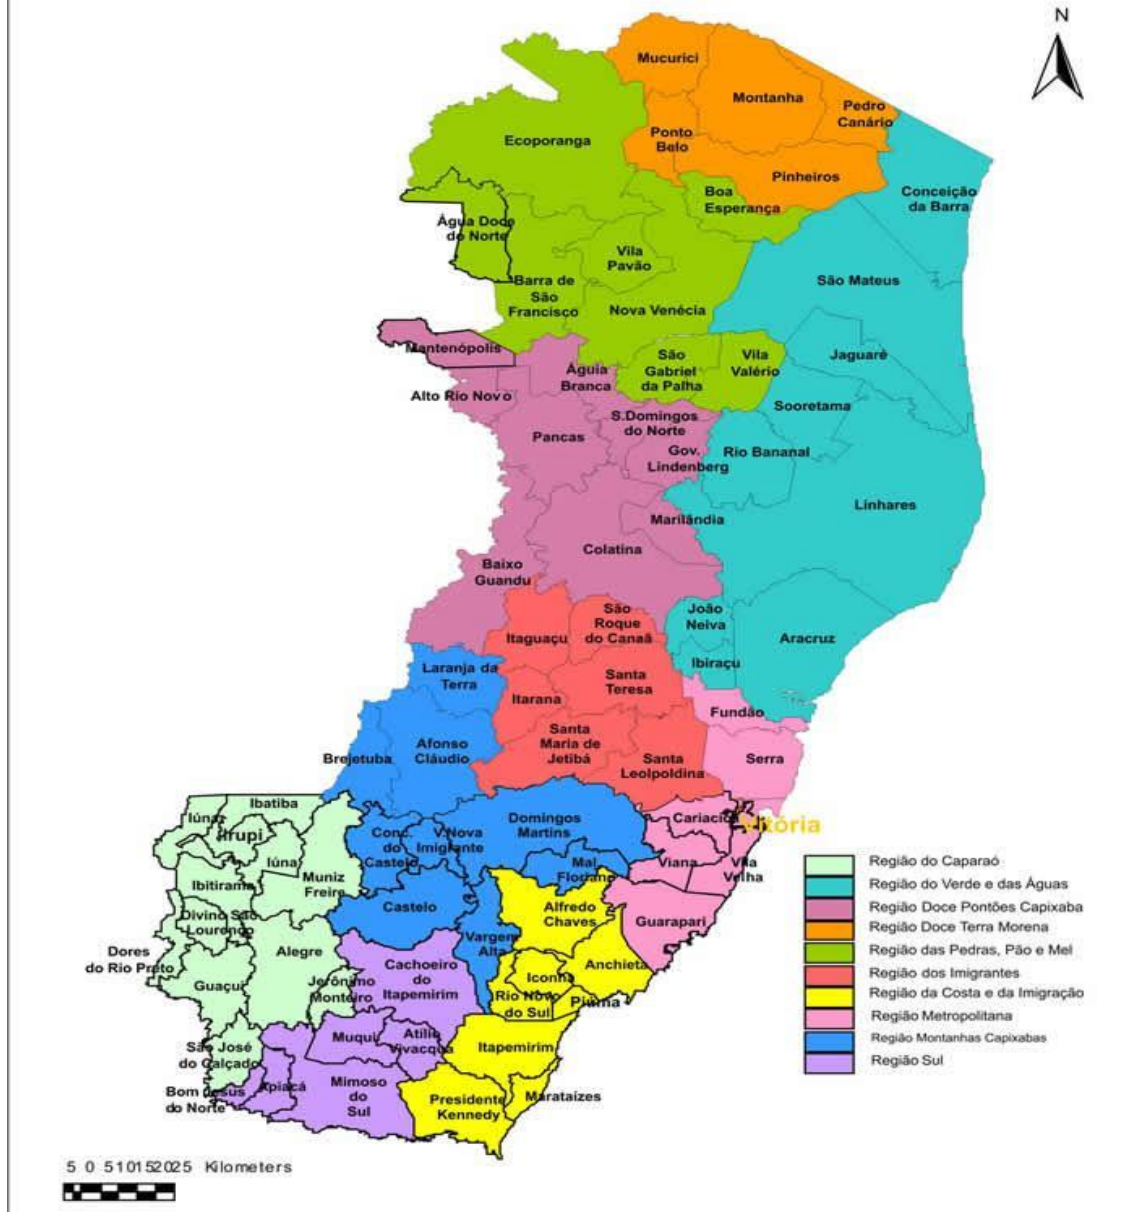 N
Mucurici
Montanha
Pedro
Canário
Ponto
Belo
Ecoporanga
Pinheiros
Boa
Esperança
Conceição
da Barra
Água Doce
do Norte
Vila
Pavão
São Mateus
Barra de
São
Francisco
Nova Venécia
Mantenópolis
São
Gabriel
da Palha
Vila
Valério
Jaguaré
Águia
Branca
Alto Rio Novo
Sooretama
S.Domingos
do Norte
Pancas
Gov.
Lindenberg
Rio Bananal
Linhares
Marilândia
Colatina
Baixo
Guandu
São
Roque
do Canaã
João
Neiva
Itaguaçu
Aracruz
Ibiraçu
Laranja da
Terra
Santa
Teresa
Itarana
Fundão
Santa
Maria de
Jetibá
Afonso
Cláudio
Brejetuba
Santa
Leolpoldina
Serra
Ibatiba
Iúna
Irupi
Domingos
Martins
Cariacica
Vitória
Conc.
do
Castelo
V.Nova
Imigrante
Iúna
Mal
Floriano
Viana
Vila
Velha
Ibitirama
Muniz
Freire
Castelo
Alfredo
Chaves
Guarapari
Divino São
Lourenço
Vargem
Alta
Dores
do Rio Preto
Alegre
Cachoeiro
do
Itapemirim
Anchieta
Iconha
Guaçui
Jerônimo
Monteiro
Rio Novo
do Sul
Piúma
São José
do Calçado
Muqui
Atilio
Vivacqua
Itapemirim
Bom Jesus
do Norte
Apiacá
Mimoso
do
Sul
Presidente
Kennedy
Marataízes
Região do Caparaó
Região do Verde e das Águas
Região Doce Pontões Capixaba
Região Doce Terra Morena
Região das Pedras, Pão e Mel
Região dos Imigrantes
Região da Costa e da Imigração
Região Metropolitana
Região Montanhas Capixabas
Região Sul
5 0 510152025 Kilometers